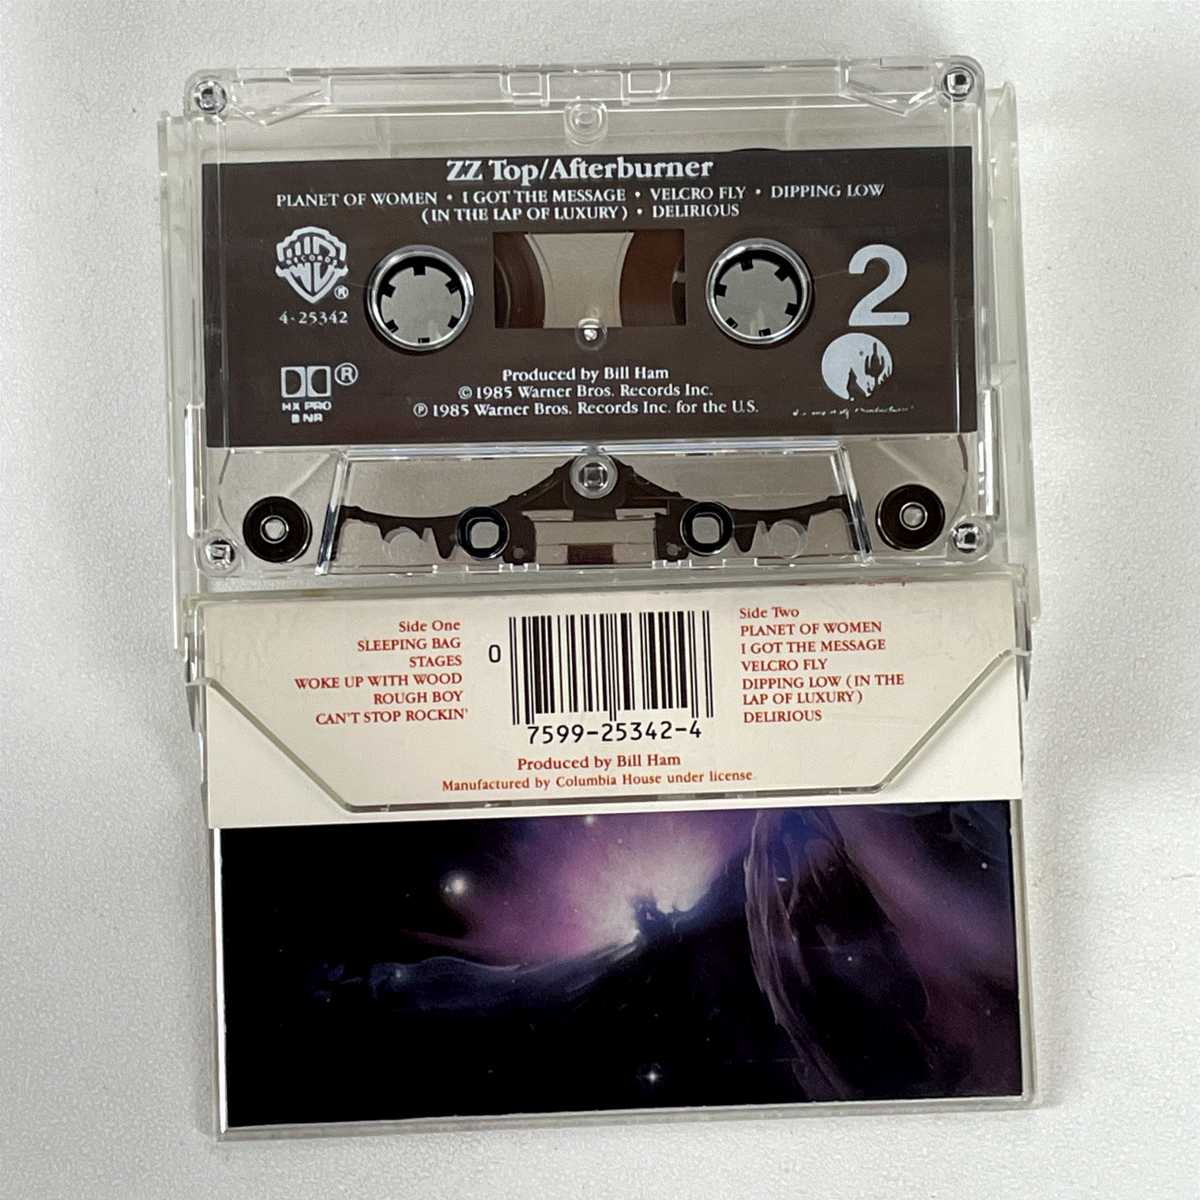 ZZ Top/Afterburner
PLANET OF WOMEN • I GOT THE MESSAGE • VELCRO FLY • DIPPING LOW
(IN THE LAP OF LUXURY) • DELIRIOUS
RECORDS
®
4-25342
2
®
HX PRO
B NR
Produced by Bill Ham
© 1985 Warner Bros. Records Inc.
℗ 1985 Warner Bros. Records Inc. for the U.S.
Side One
SLEEPING BAG
STAGES
WOKE UP WITH WOOD
ROUGH BOY
CAN'T STOP ROCKIN'
0
7599-25342-4
Side Two
PLANET OF WOMEN
I GOT THE MESSAGE
VELCRO FLY
DIPPING LOW (IN THE
LAP OF LUXURY)
DELIRIOUS
Produced by Bill Ham
Manufactured by Columbia House under license.